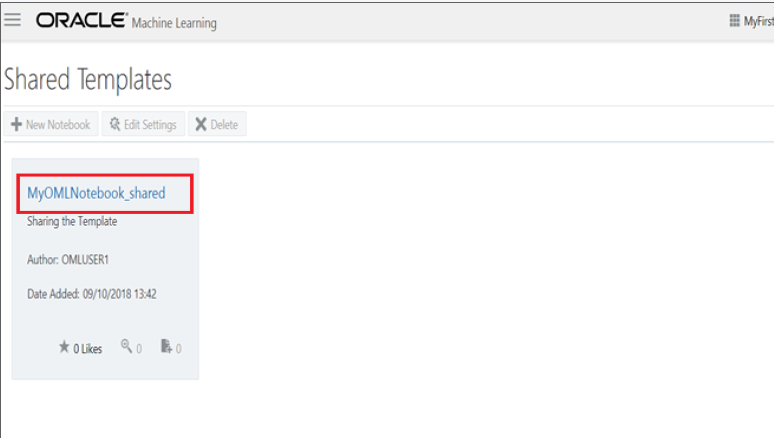 ORACLE® Machine Learning
MyFirst
Shared Templates
New Notebook Edit Settings Delete
MyOMLNotebook_shared
Sharing the Template
Author: OMLUSER1
Date Added: 09/10/2018 13:42
0 Likes 0 0